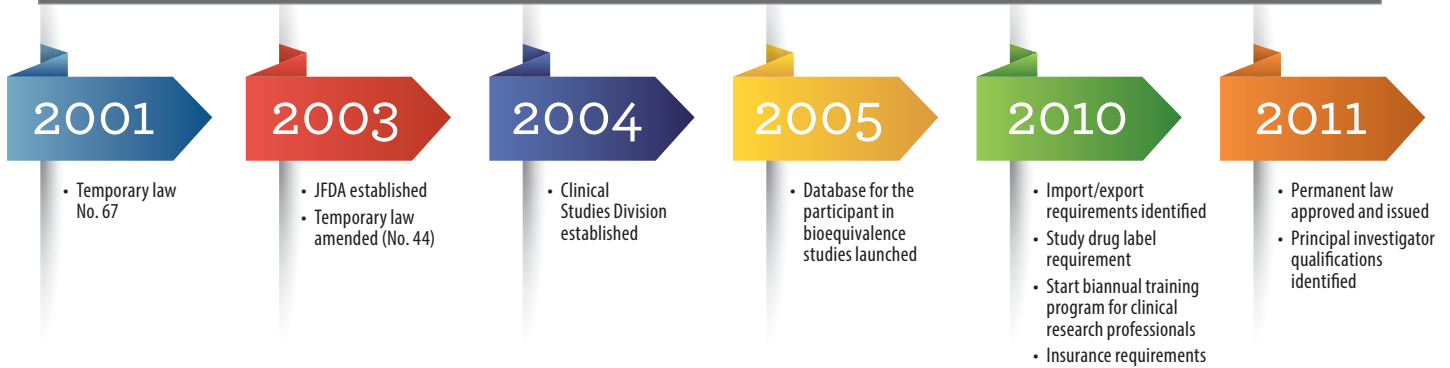 2001
• Temporary law
No. 67
2003
• JFDA established
• Temporary law
amended (No. 44)
2004
• Clinical
Studies Division
established
2005
• Database for the
participant in
bioequivalence
studies launched
2010
• Import/export
requirements identified
• Study drug label
requirement
• Start biannual training
program for clinical
research professionals
• Insurance requirements
2011
• Permanent law
approved and issued
• Principal investigator
qualifications
identified